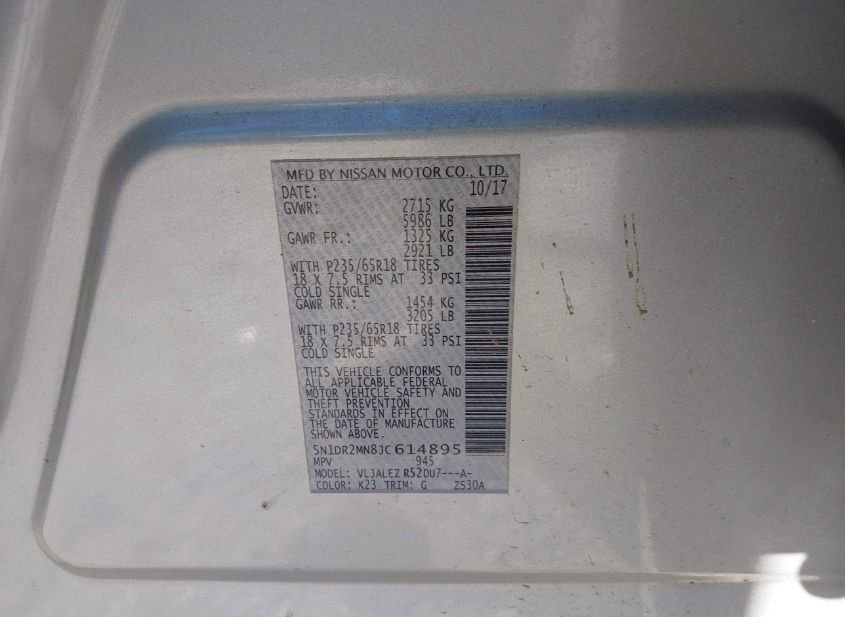 MFD BY NISSAN MOTOR CO., LTD.
DATE: 10/17
GVWR: 2715 KG
5986 LB
GAWR FR.: 1325 KG
2921 LB
WITH P235/65R18 TIRES
18 X 7.5 RIMS AT 33 PSI
COLD SINGLE
GAWR RR.: 1454 KG
3205 LB
WITH P235/65R18 TIRES
18 X 7.5 RIMS AT 33 PSI
COLD SINGLE
THIS VEHICLE CONFORMS TO
ALL APPLICABLE FEDERAL
MOTOR VEHICLE SAFETY AND
THEFT PREVENTION
STANDARDS IN EFFECT ON
THE DATE OF MANUFACTURE
SHOWN ABOVE.
5N1DR2MN8JC614895
MPV 945
MODEL: VLJALEZ R52DU7---A-
COLOR: K23 TRIM: G ZS30A